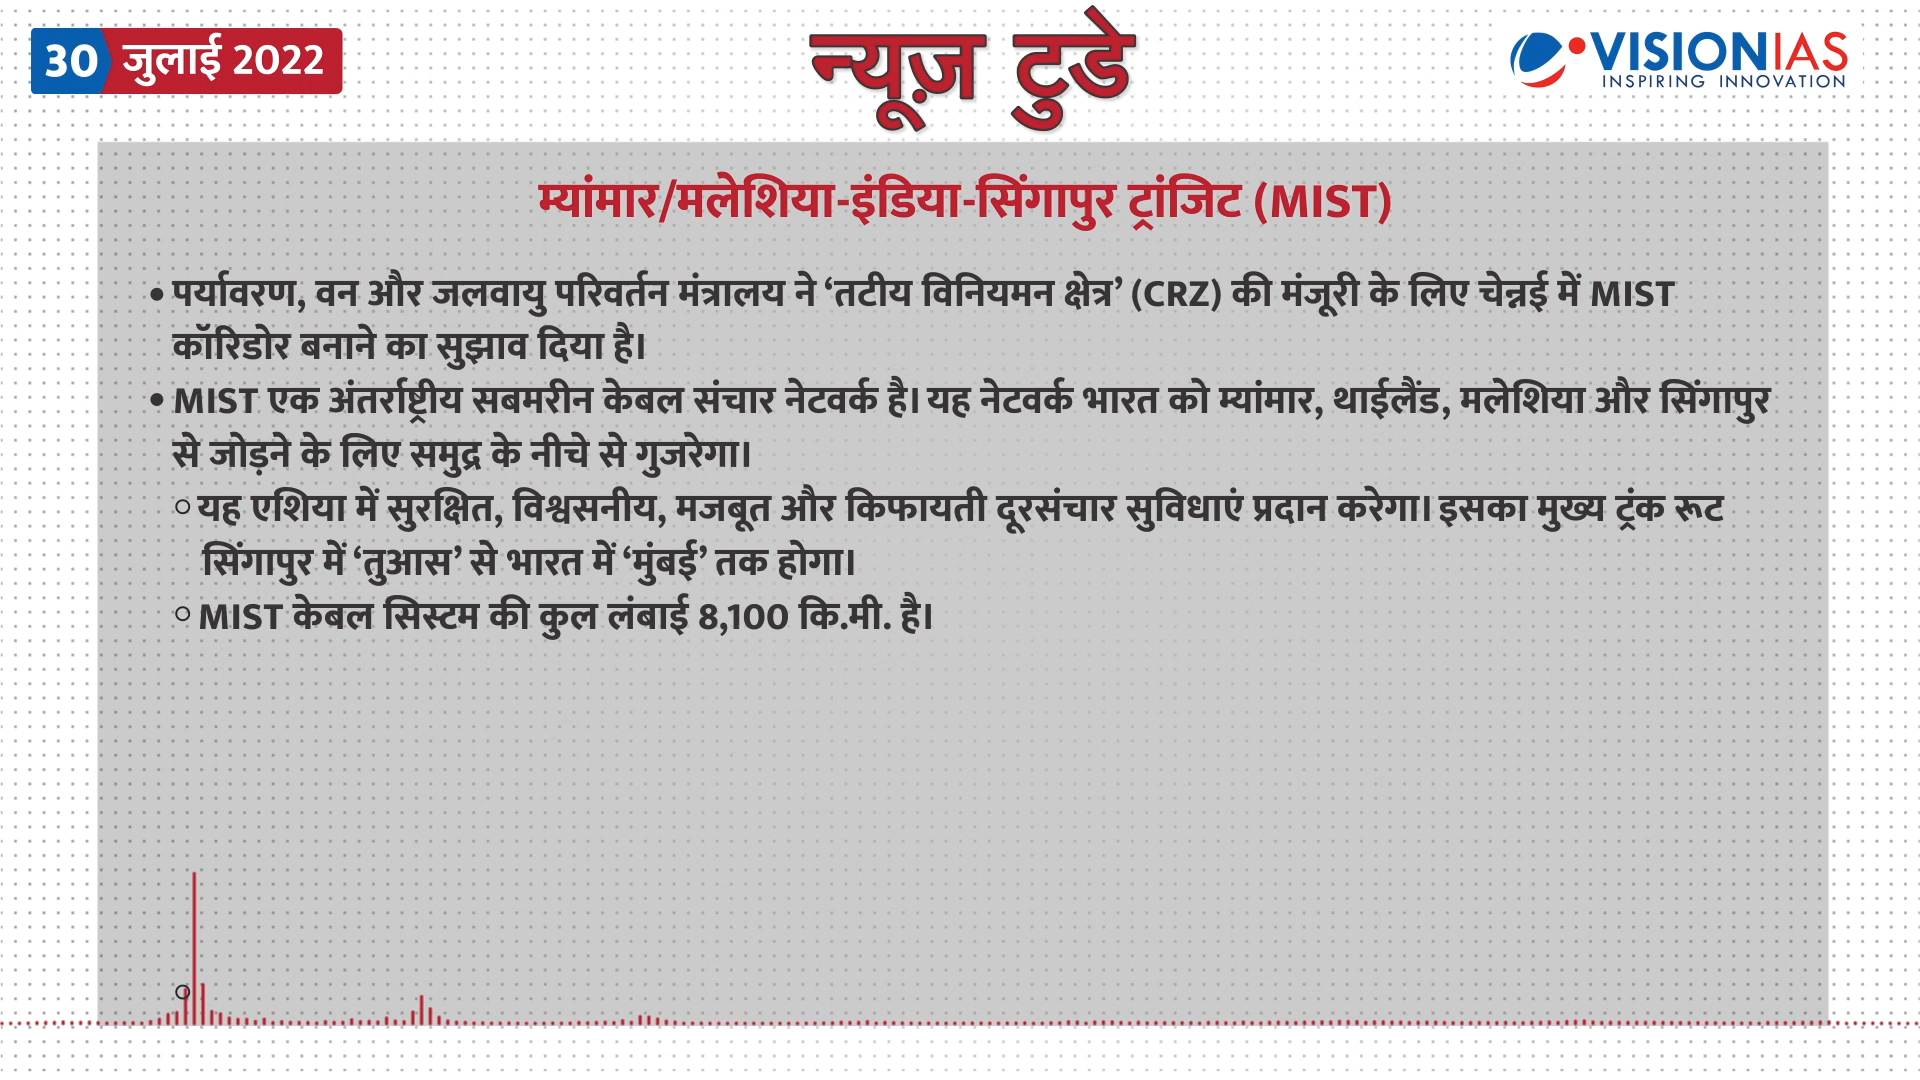 30 जुलाई 2022
न्यूज़ टुडे
VISIONIAS
INSPIRING INNOVATION
म्यांमार/मलेशिया-इंडिया-सिंगापुर ट्रांजिट (MIST)
• पर्यावरण, वन और जलवायु परिवर्तन मंत्रालय ने ‘तटीय विनियमन क्षेत्र’ (CRZ) की मंजूरी के लिए चेन्नई में MIST
कॉरिडोर बनाने का सुझाव दिया है।
• MIST एक अंतर्राष्ट्रीय सबमरीन केबल संचार नेटवर्क है। यह नेटवर्क भारत को म्यांमार, थाईलैंड, मलेशिया और सिंगापुर
से जोड़ने के लिए समुद्र के नीचे से गुजरेगा।
○ यह एशिया में सुरक्षित, विश्वसनीय, मजबूत और किफायती दूरसंचार सुविधाएं प्रदान करेगा। इसका मुख्य ट्रंक रूट
सिंगापुर में ‘तुआस’ से भारत में ‘मुंबई’ तक होगा।
○ MIST केबल सिस्टम की कुल लंबाई 8,100 कि.मी. है।